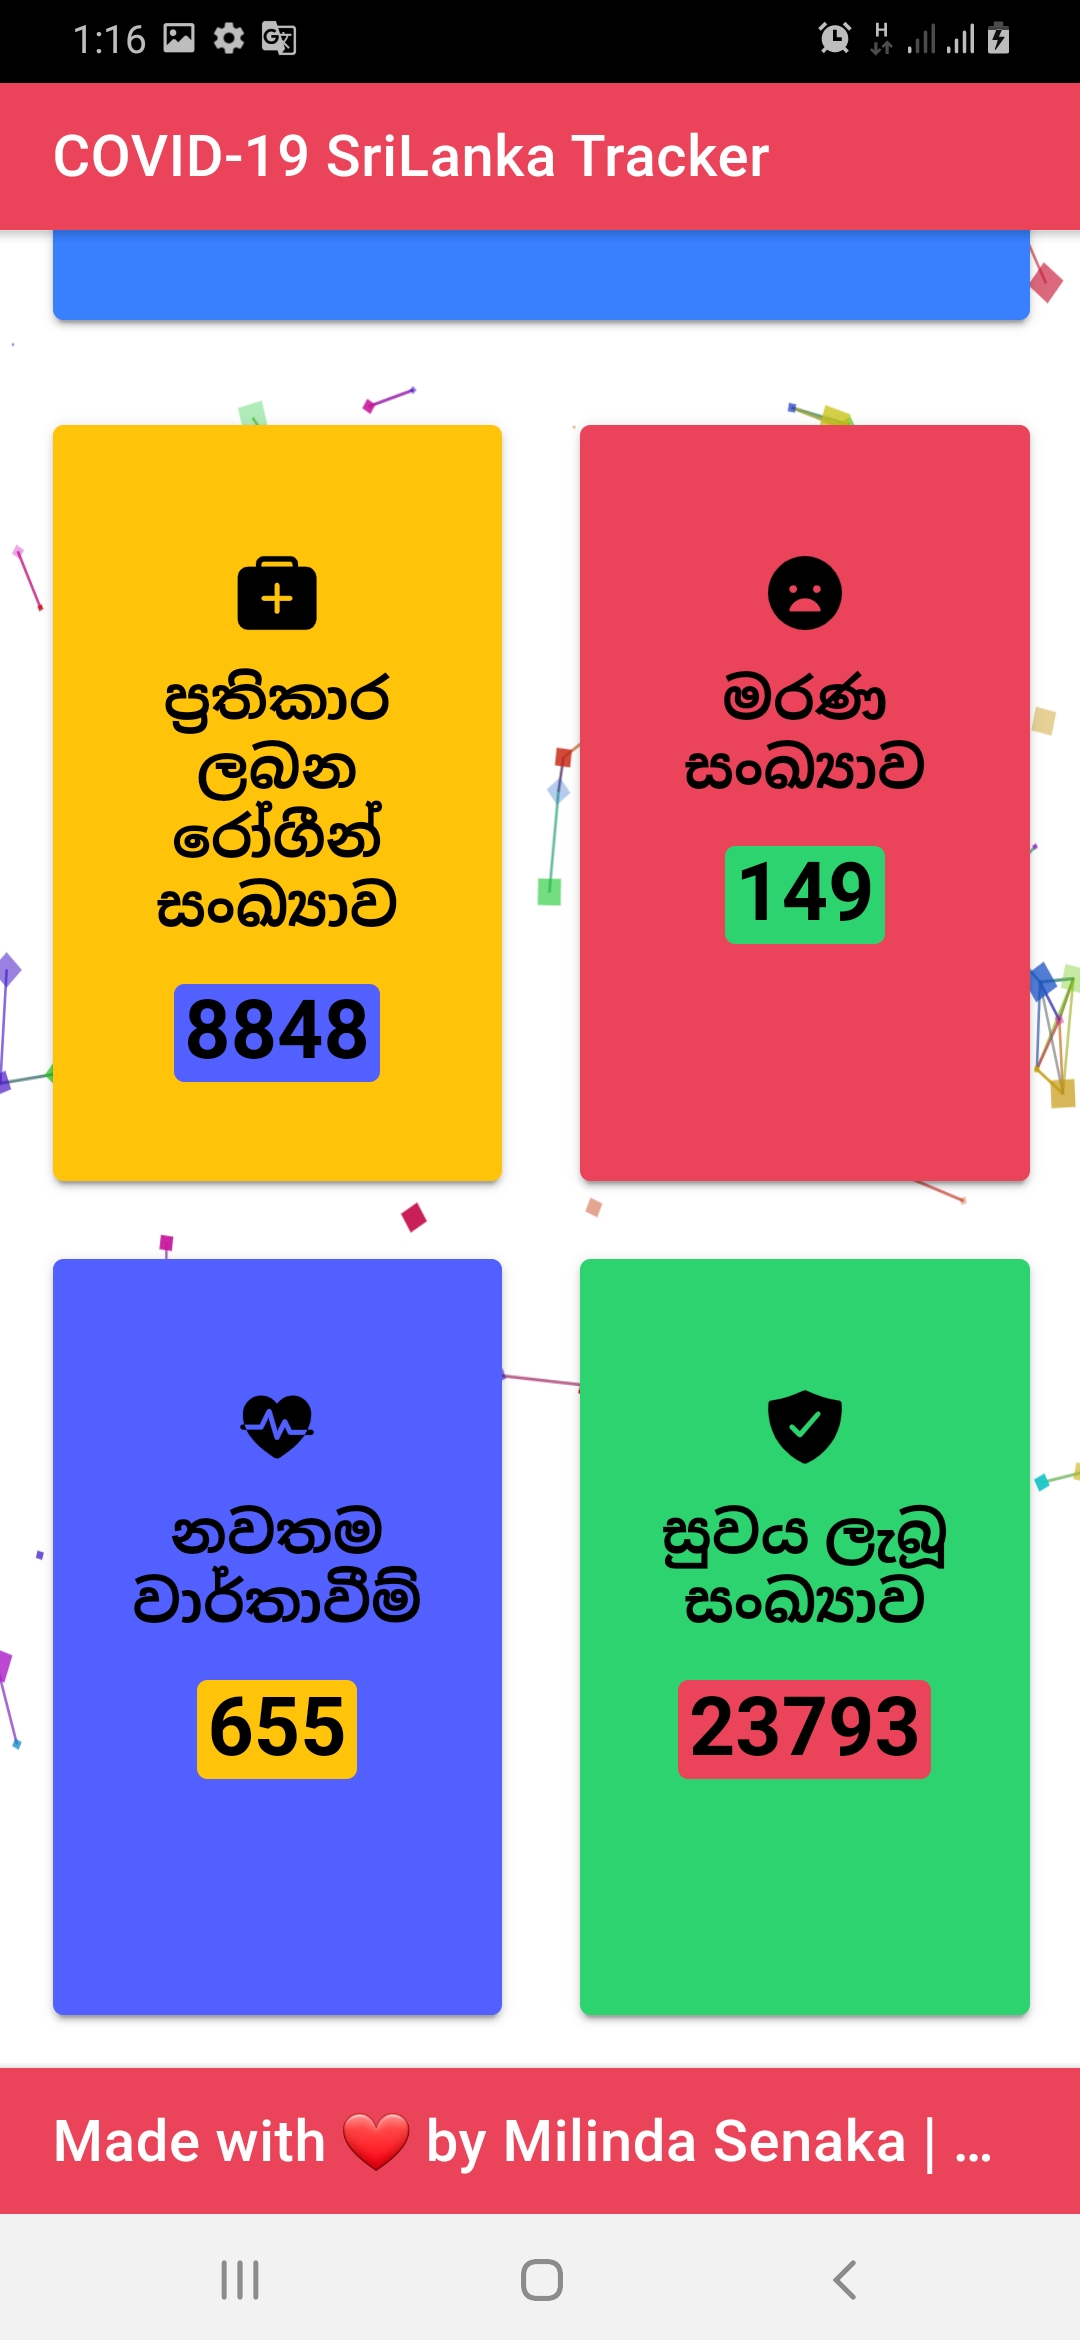 1:16
COVID-19 SriLanka Tracker
ප්‍රතිකාර
ලබන
රෝගීන්
සංඛ්‍යාව
8848
මරණ
සංඛ්‍යාව
149
නවතම
වාර්තාවීම්
655
සුවය ලැබූ
සංඛ්‍යාව
23793
Made with ❤️ by Milinda Senaka | ...